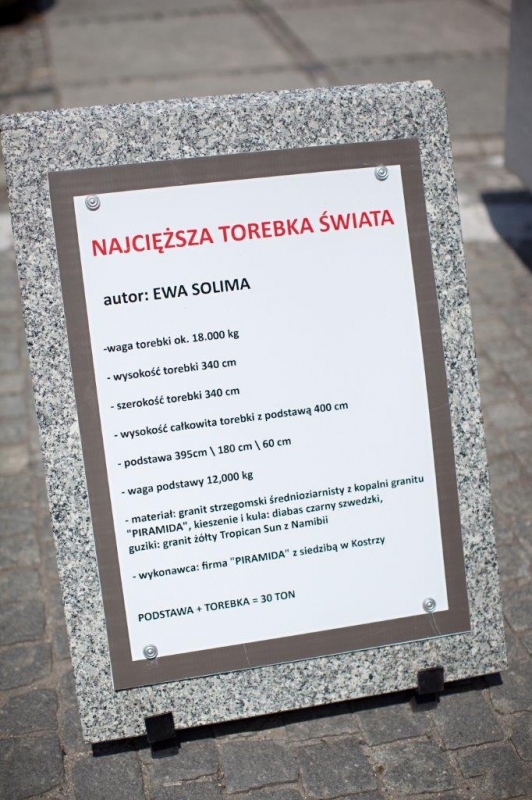 NAJCIĘŻSZA TOREBKA ŚWIATA
autor: EWA SOLIMA
-waga torebki ok. 18.000 kg
- wysokość torebki 340 cm
- szerokość torebki 340 cm
- wysokość całkowita torebki z podstawą 400 cm
- podstawa 395cm \ 180 cm \ 60 cm
- waga podstawy 12,000 kg
- materiał: granit strzegomski średnioziarnisty z kopalni granitu
"PIRAMIDA", kieszenie i kula: diabas czarny szwedzki,
guziki: granit żółty Tropican Sun z Namibii
- wykonawca: firma "PIRAMIDA" z siedzibą w Kostrzy
PODSTAWA + TOREBKA = 30 TON